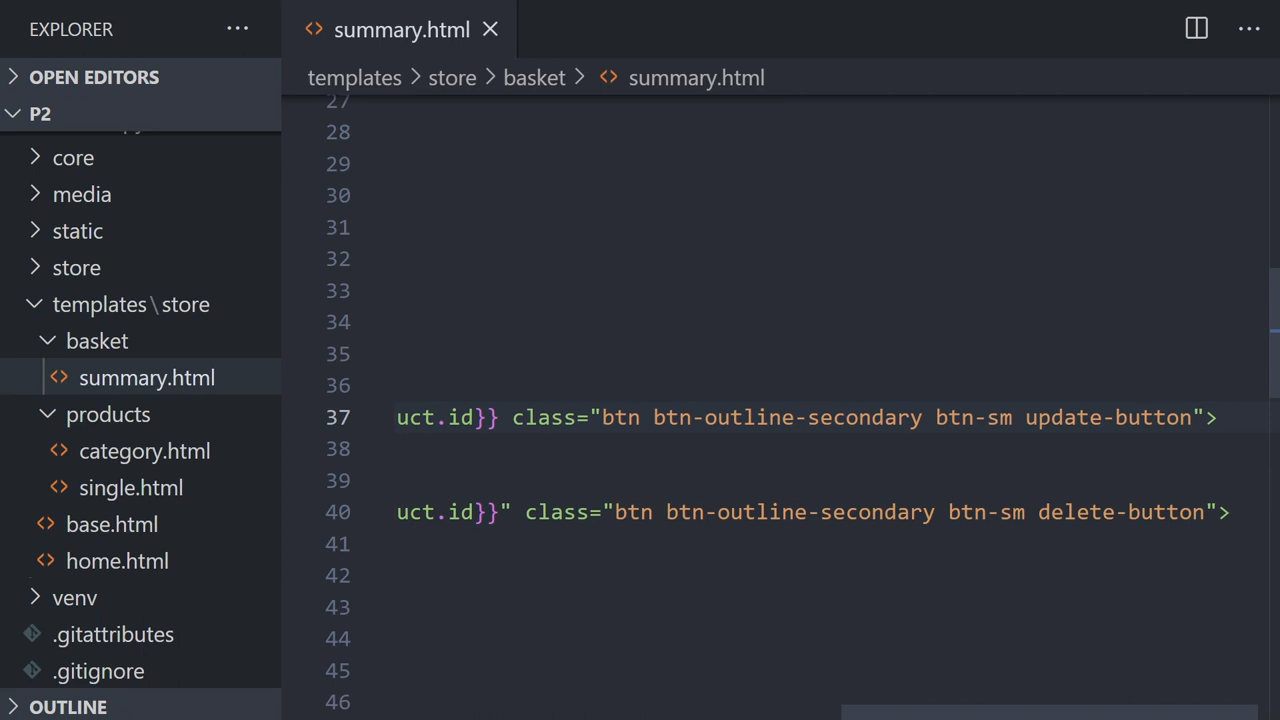 EXPLORER
summary.html
OPEN EDITORS
templates > store > basket > summary.html
P2
core
media
static
store
templates\store
basket
summary.html
products
category.html
single.html
base.html
home.html
venv
.gitattributes
.gitignore
OUTLINE
27
28
29
30
31
32
33
34
35
36
37 uct.id}} class="btn btn-outline-secondary btn-sm update-button">
38
39
40 uct.id}}" class="btn btn-outline-secondary btn-sm delete-button">
41
42
43
44
45
46